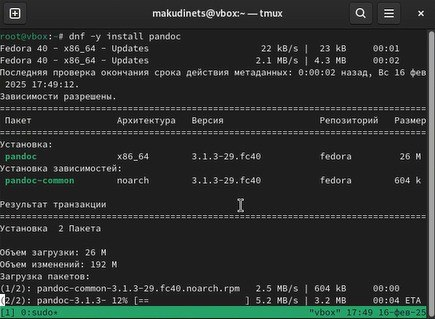 makudinets@vbox:~ — tmux
root@vbox:~# dnf -y install pandoc
Fedora 40 - x86_64 - Updates 22 kB/s | 23 kB 00:01
Fedora 40 - x86_64 - Updates 2.1 MB/s | 4.3 MB 00:02
Последняя проверка окончания срока действия метаданных: 0:00:02 назад, Вс 16 фев
2025 17:49:12.
Зависимости разрешены.
================================================================================
Пакет Архитектура Версия Репозиторий Размер
================================================================================
Установка:
pandoc x86_64 3.1.3-29.fc40 fedora 26 M
Установка зависимостей:
pandoc-common noarch 3.1.3-29.fc40 fedora 604 k
Результат транзакции
================================================================================
Установка 2 Пакета
Объем загрузки: 26 M
Объем изменений: 192 M
Загрузка пакетов:
(1/2): pandoc-common-3.1.3-29.fc40.noarch.rpm 2.5 MB/s | 604 kB 00:00
(2/2): pandoc-3.1.3- 12% [== ] 5.2 MB/s | 3.2 MB 00:04 ETA
[1] 0:sudo* "vbox" 17:49 16-фев-25